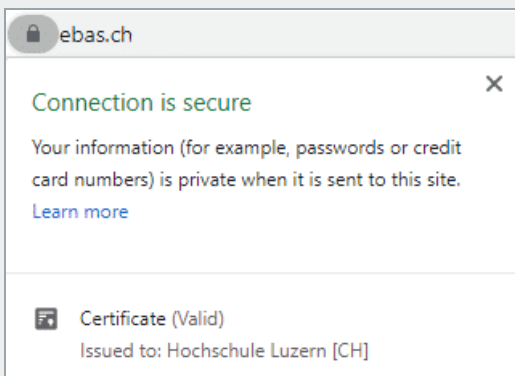 ebas.ch
Connection is secure
Your information (for example, passwords or credit
card numbers) is private when it is sent to this site.
Learn more
Certificate (Valid)
Issued to: Hochschule Luzern [CH]